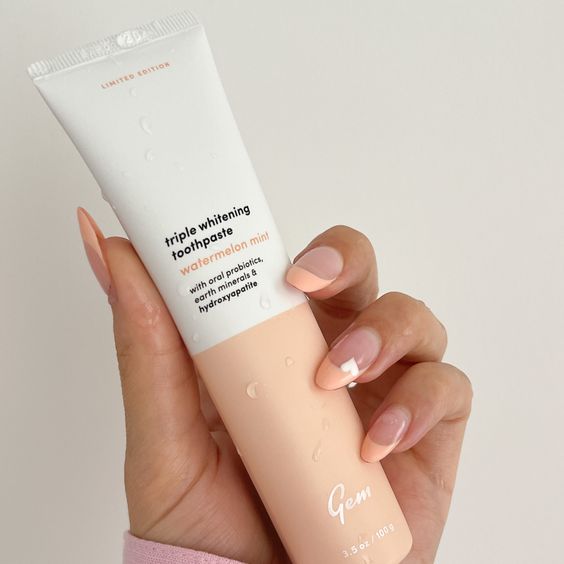 LIMITED EDITION
triple whitening
toothpaste
watermelon mint
with oral probiotics,
earth minerals &
hydroxyapatite
Gem
3.5 oz / 100 g